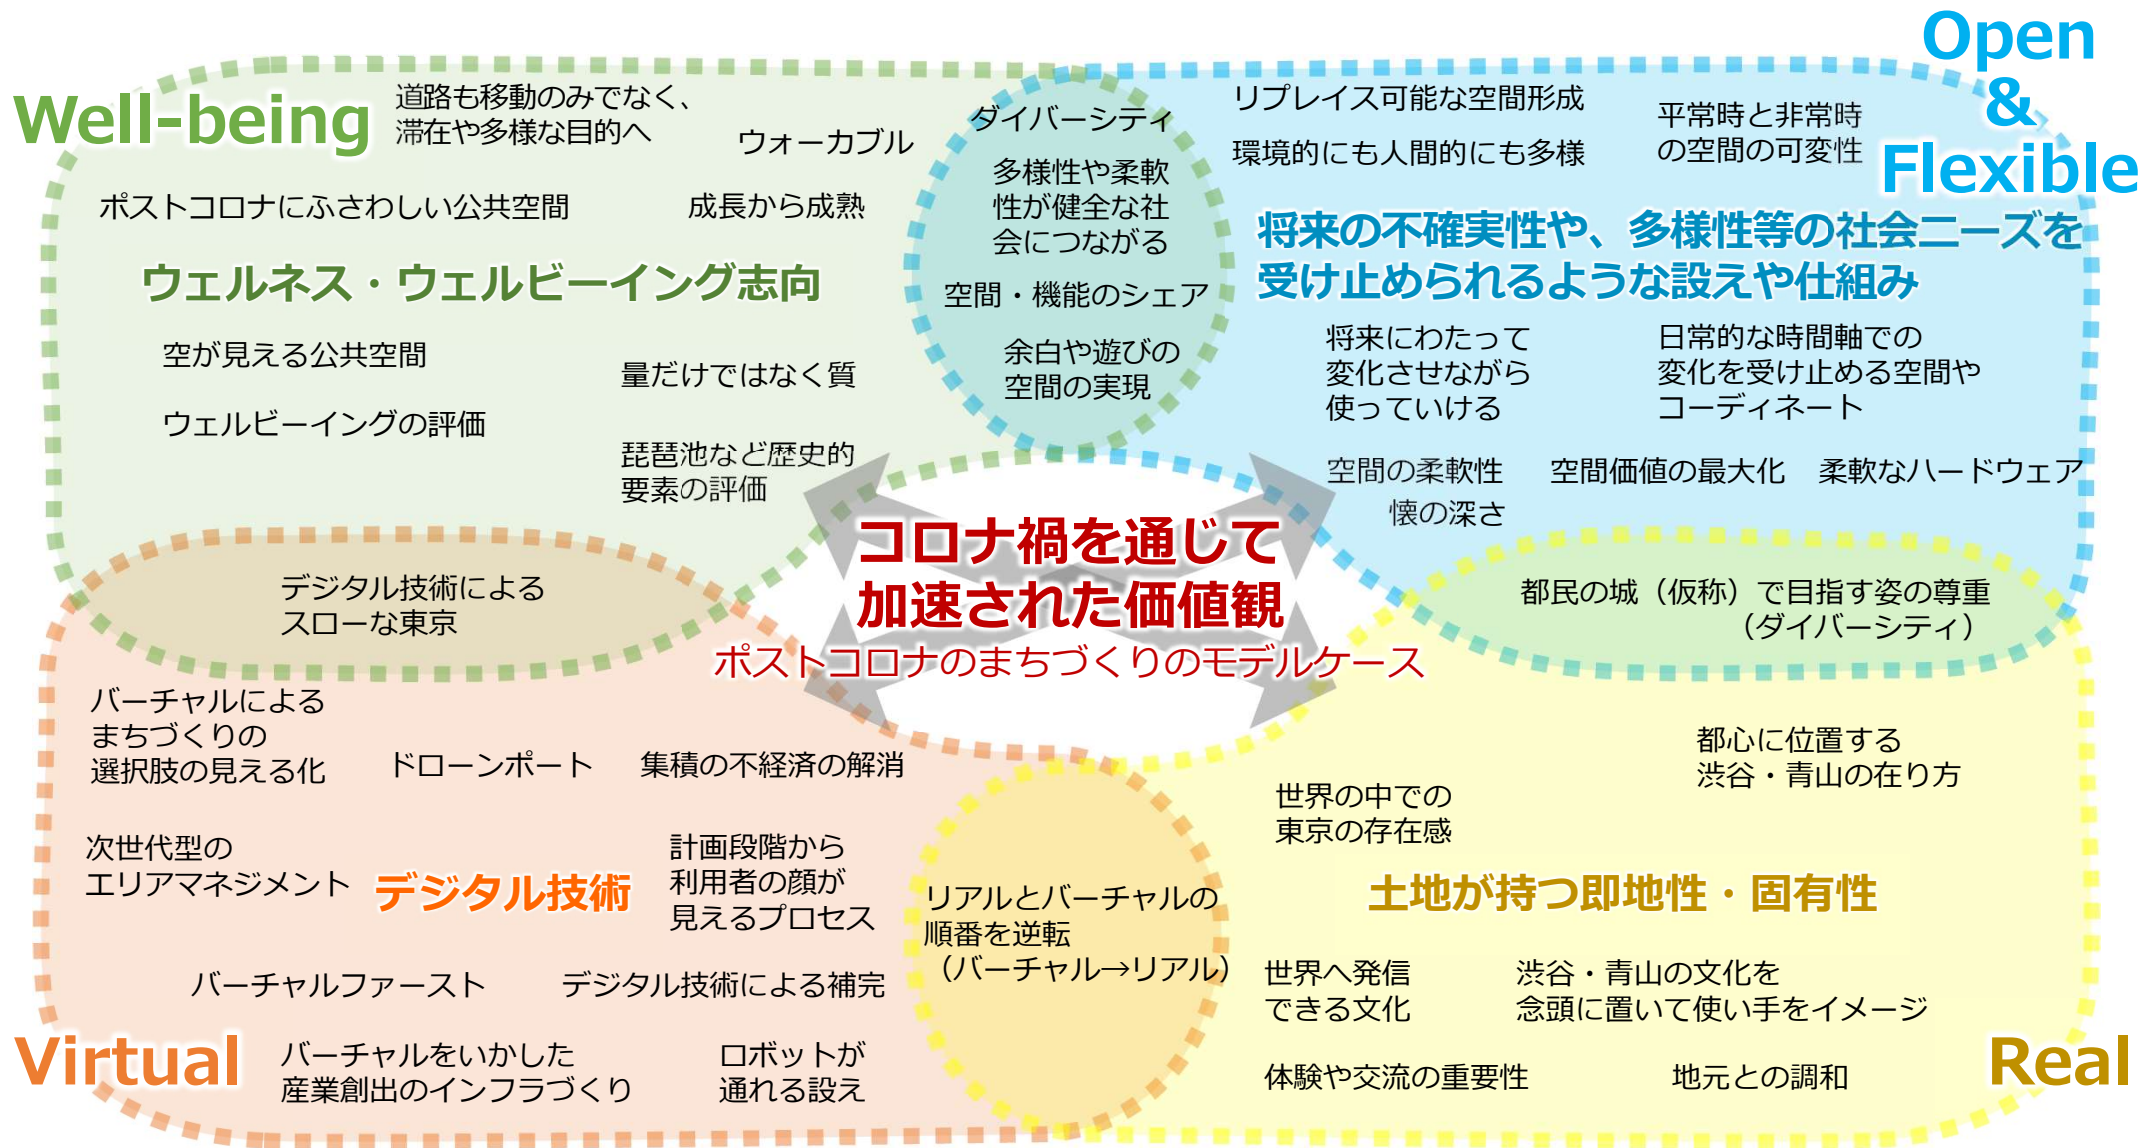 Well-being
道路も移動のみでなく、
滞在や多様な目的へ
ウォーカブル
ポストコロナにふさわしい公共空間
成長から成熟
ウェルネス・ウェルビーイング志向
空が見える公共空間
量だけではなく質
ウェルビーイングの評価
琵琶池など歴史的
要素の評価
ダイバーシティ
多様性や柔軟
性が健全な社
会につながる
空間・機能のシェア
余白や遊びの
空間の実現
Open
&
Flexible
リプレイス可能な空間形成
環境的にも人間的にも多様
平常時と非常時
の空間の可変性
将来の不確実性や、多様性等の社会ニーズを
受け止められるような設えや仕組み
将来にわたって
変化させながら
使っていける
日常的な時間軸での
変化を受け止める空間や
コーディネート
空間の柔軟性
空間価値の最大化
柔軟なハードウェア
懐の深さ
コロナ禍を通じて
加速された価値観
ポストコロナのまちづくりのモデルケース
デジタル技術による
スローな東京
都民の城（仮称）で目指す姿の尊重
（ダイバーシティ）
バーチャルによる
まちづくりの
選択肢の見える化
ドローンポート
集積の不経済の解消
次世代型の
エリアマネジメント
デジタル技術
計画段階から
利用者の顔が
見えるプロセス
バーチャルファースト
デジタル技術による補完
Virtual
バーチャルをいかした
産業創出のインフラづくり
ロボットが
通れる設え
リアルとバーチャルの
順番を逆転
（バーチャル→リアル）
都心に位置する
渋谷・青山の在り方
世界の中での
東京の存在感
土地が持つ即地性・固有性
世界へ発信
できる文化
渋谷・青山の文化を
念頭に置いて使い手をイメージ
体験や交流の重要性
地元との調和
Real